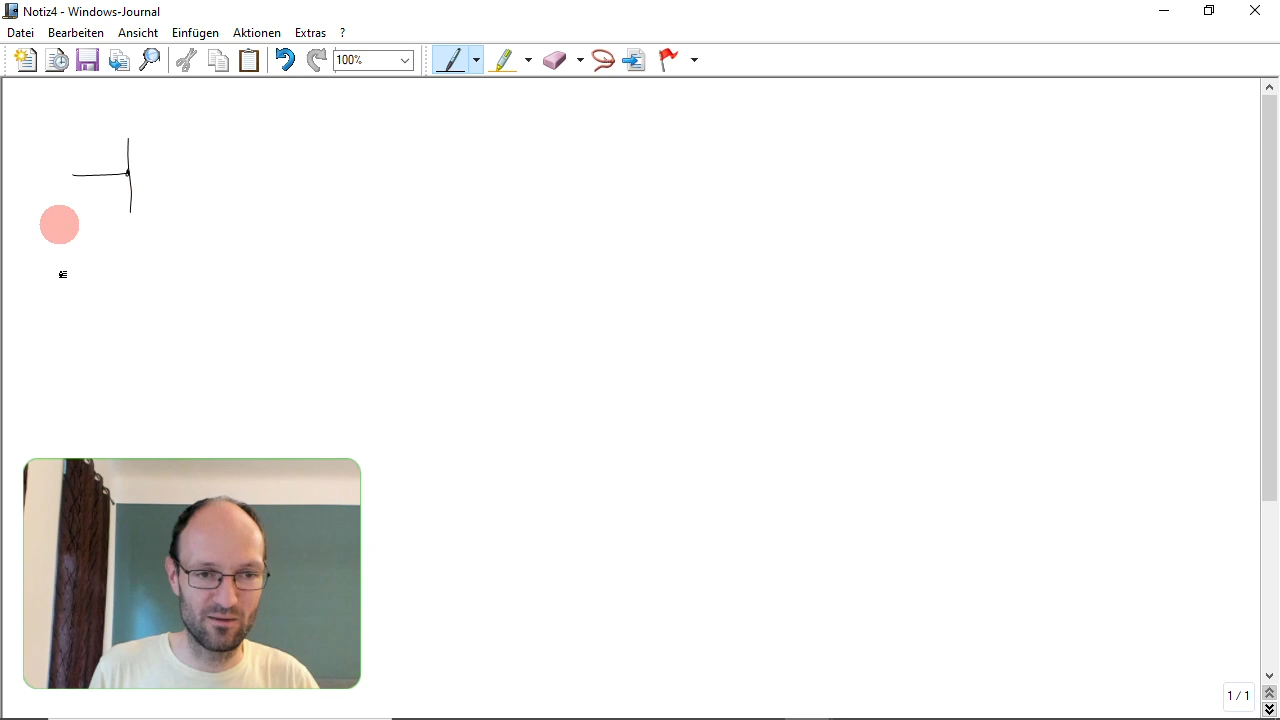 Notiz4 - Windows-Journal
Datei Bearbeiten Ansicht Einfügen Aktionen Extras ?
100%
1 / 1